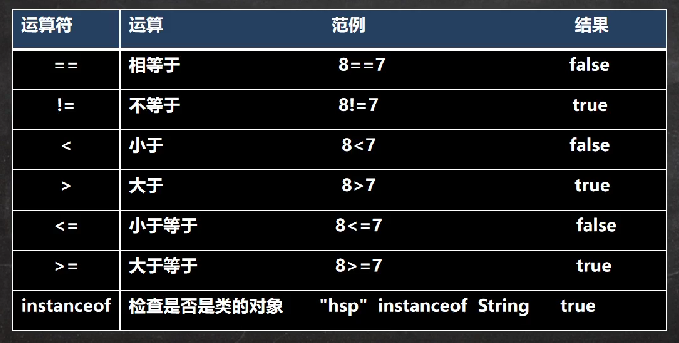 运算符 运算 范例 结果
== 相等于 8==7 false
!= 不等于 8!=7 true
< 小于 8<7 false
> 大于 8>7 true
<= 小于等于 8<=7 false
>= 大于等于 8>=7 true
instanceof 检查是否是类的对象 "hsp" instanceof String true